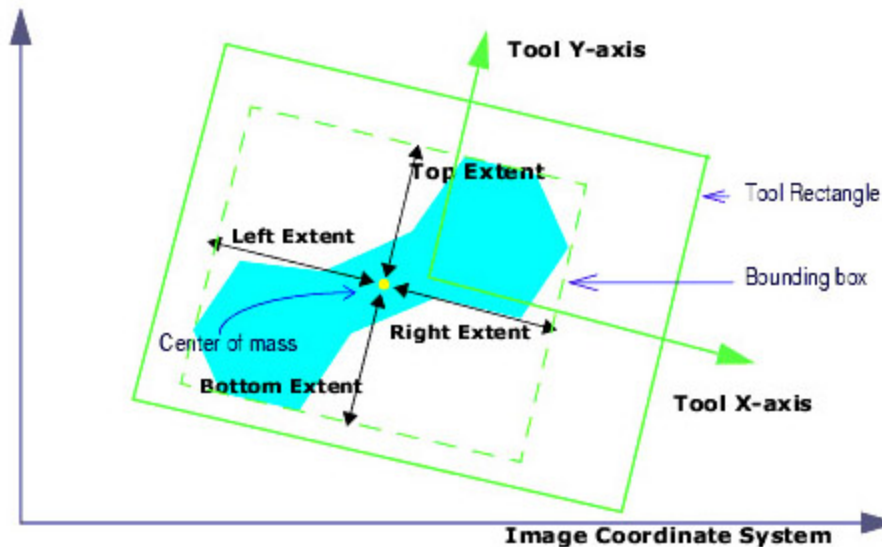 Tool Y-axis
Top Extent
Tool Rectangle
Left Extent
Bounding box
Right Extent
Center of mass
Bottom Extent
Tool X-axis
Image Coordinate System